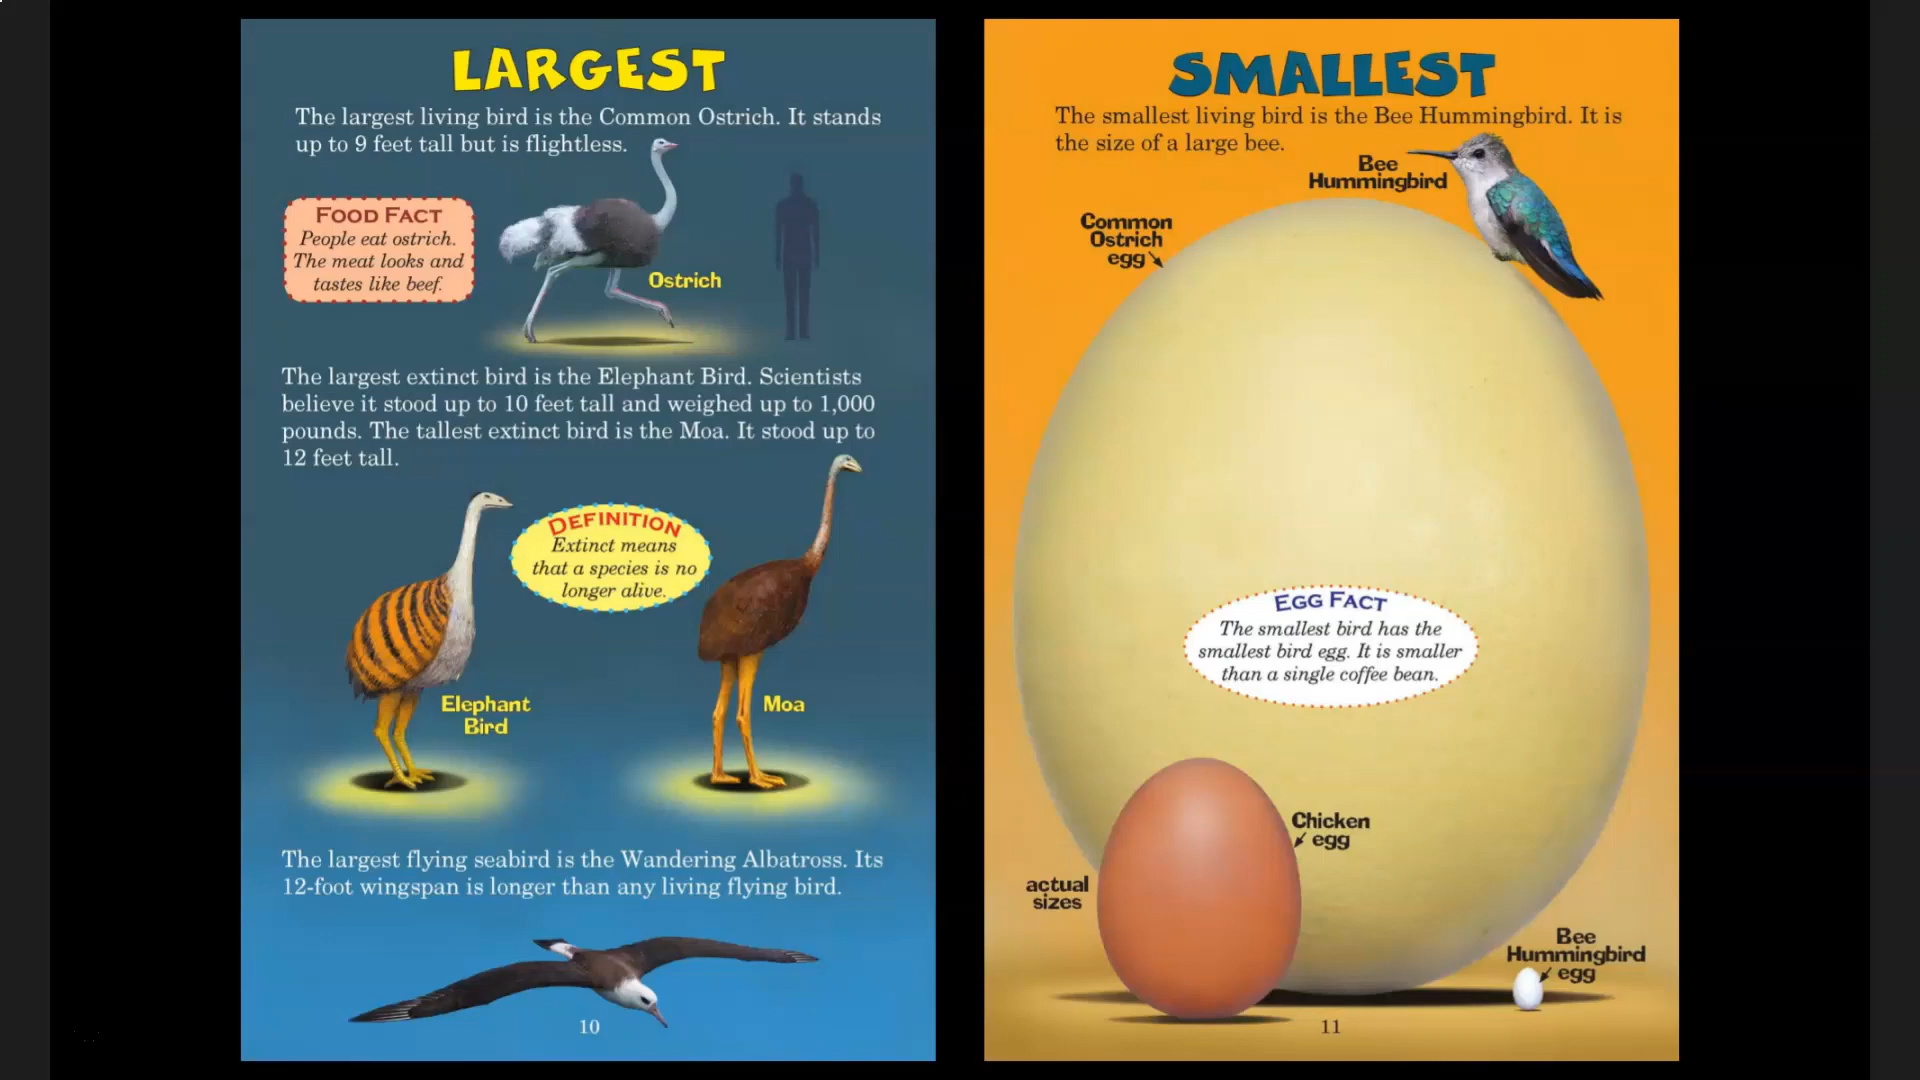 LARGEST
The largest living bird is the Common Ostrich. It stands
up to 9 feet tall but is flightless.
FOOD FACT
People eat ostrich.
The meat looks and
tastes like beef.
Ostrich
The largest extinct bird is the Elephant Bird. Scientists
believe it stood up to 10 feet tall and weighed up to 1,000
pounds. The tallest extinct bird is the Moa. It stood up to
12 feet tall.
DEFINITION
Extinct means
that a species is no
longer alive.
Elephant
Bird
Moa
The largest flying seabird is the Wandering Albatross. Its
12-foot wingspan is longer than any living flying bird.
10
SMALLEST
The smallest living bird is the Bee Hummingbird. It is
the size of a large bee.
Bee
Hummingbird
Common
Ostrich
egg
EGG FACT
The smallest bird has the
smallest bird egg. It is smaller
than a single coffee bean.
Chicken
egg
actual
sizes
Bee
Hummingbird
egg
11